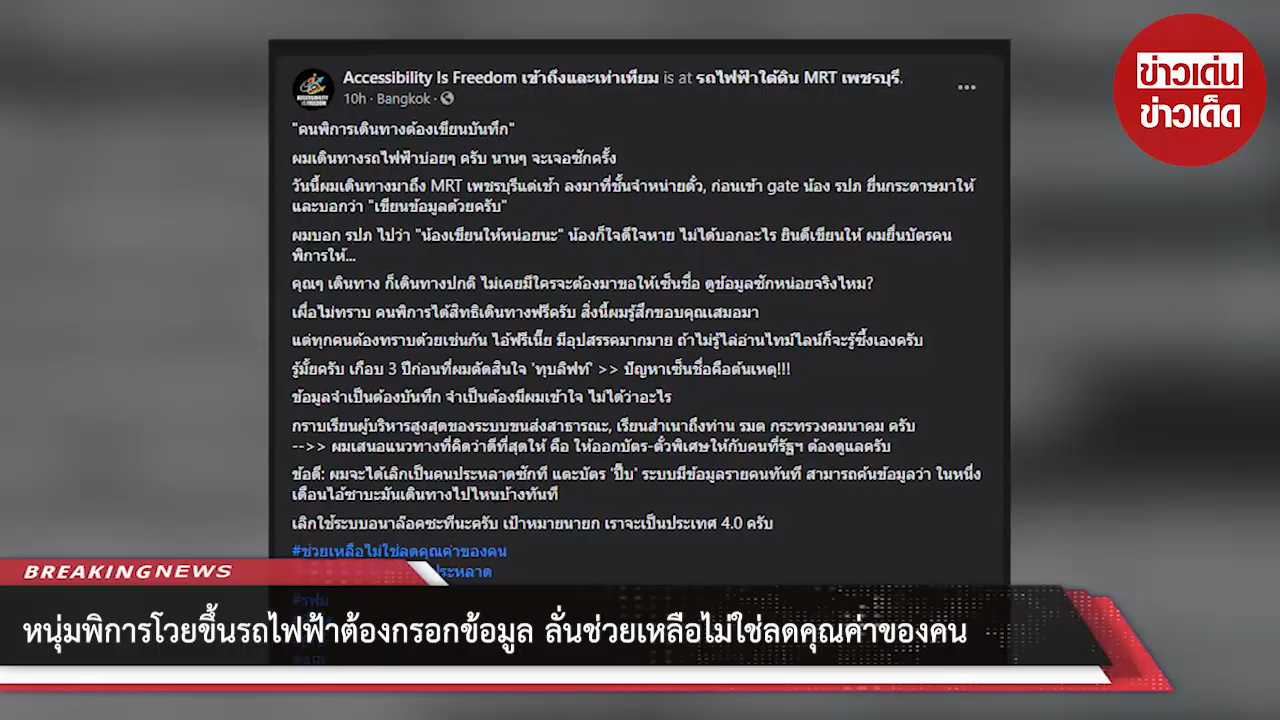 ข่าวเด่น
ข่าวเด็ด
Accessibility Is Freedom เข้าถึงและเท่าเทียม is at รถไฟฟ้าใต้ดิน MRT เพชรบุรี.
10h · Bangkok ·
"คนพิการเดินทางต้องเขียนบันทึก"
ผมเดินทางรถไฟฟ้าบ่อยๆ ครับ นานๆ จะเจอซักครั้ง
วันนี้ผมเดินทางมาถึง MRT เพชรบุรีแต่เช้า ลงมาที่ชั้นจำหน่ายตั๋ว, ก่อนเข้า gate น้อง รปภ ยื่นกระดาษมาให้
และบอกว่า "เขียนข้อมูลด้วยครับ"
ผมบอก รปภ ไปว่า "น้องเขียนให้หน่อยนะ" น้องก็ใจดีใจหาย ไม่ได้บอกอะไร ยินดีเขียนให้ ผมยื่นบัตรคน
พิการให้...
คุณๆ เดินทาง ก็เดินทางปกติ ไม่เคยมีใครจะต้องมาขอให้เซ็นชื่อ ดูข้อมูลซักหน่อยจริงไหม?
เผื่อไม่ทราบ คนพิการได้สิทธิเดินทางฟรีครับ สิ่งนี้ผมรู้สึกขอบคุณเสมอมา
แต่ทุกคนต้องทราบด้วยเช่นกัน ไอ้ฟรีเนี๊ย มีอุปสรรคมากมาย ถ้าไม่รู้ไล่อ่านไทม์ไลน์ก็จะรู้ซึ้งเองครับ
รู้มั้ยครับ เกือบ 3 ปีก่อนที่ผมตัดสินใจ 'ทุบลิฟท์' >> ปัญหาเซ็นชื่อคือต้นเหตุ!!!
ข้อมูลจำเป็นต้องบันทึก จำเป็นต้องมีผมเข้าใจ ไม่ได้ว่าอะไร
กราบเรียนผู้บริหารสูงสุดของระบบขนส่งสาธารณะ, เรียนสำเนาถึงท่าน รมต กระทรวงคมนาคม ครับ
-->> ผมเสนอแนวทางที่คิดว่าดีที่สุดให้ คือ ให้ออกบัตร-ตั๋วพิเศษให้กับคนที่รัฐฯ ต้องดูแลครับ
ข้อดี: ผมจะได้เลิกเป็นคนประหลาดซักที แตะบัตร 'ปื๊บ' ระบบมีข้อมูลรายคนทันที สามารถค้นข้อมูลว่า ในหนึ่ง
เดือนไอ้ซาบะมันเดินทางไปไหนบ้างทันที
เลิกใช้ระบบอนาล๊อคซะทีนะครับ เป้าหมายนายก เราจะเป็นประเทศ 4.0 ครับ
#ช่วยเหลือไม่ใช่ลดคุณค่าของคน
ประหลาด
#รฟม
BREAKING NEWS
หนุ่มพิการโวยขึ้นรถไฟฟ้าต้องกรอกข้อมูล ลั่นช่วยเหลือไม่ใช่ลดคุณค่าของคน